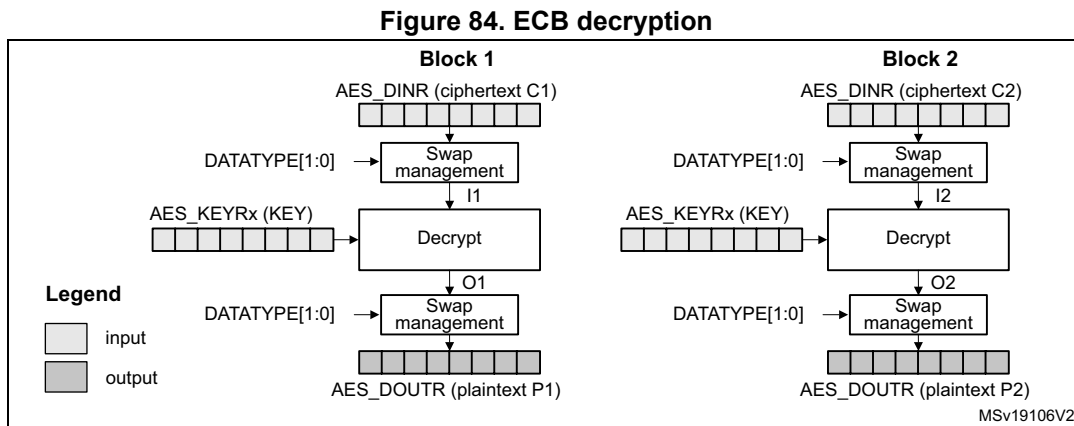 Figure 84. ECB decryption
Block 1
Block 2
AES_DINR (ciphertext C1)
AES_DINR (ciphertext C2)
DATATYPE[1:0]
Swap
management
DATATYPE[1:0]
Swap
management
I1
I2
AES_KEYRx (KEY)
Decrypt
AES_KEYRx (KEY)
Decrypt
O1
O2
Legend
DATATYPE[1:0]
Swap
management
DATATYPE[1:0]
Swap
management
input
output
AES_DOUTR (plaintext P1)
AES_DOUTR (plaintext P2)
MSv19106V2